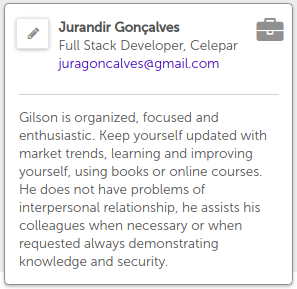 Jurandir Gonçalves
Full Stack Developer, Celepar
juragoncalves@gmail.com
Gilson is organized, focused and
enthusiastic. Keep yourself updated with
market trends, learning and improving
yourself, using books or online courses.
He does not have problems of
interpersonal relationship, he assists his
colleagues when necessary or when
requested always demonstrating
knowledge and security.